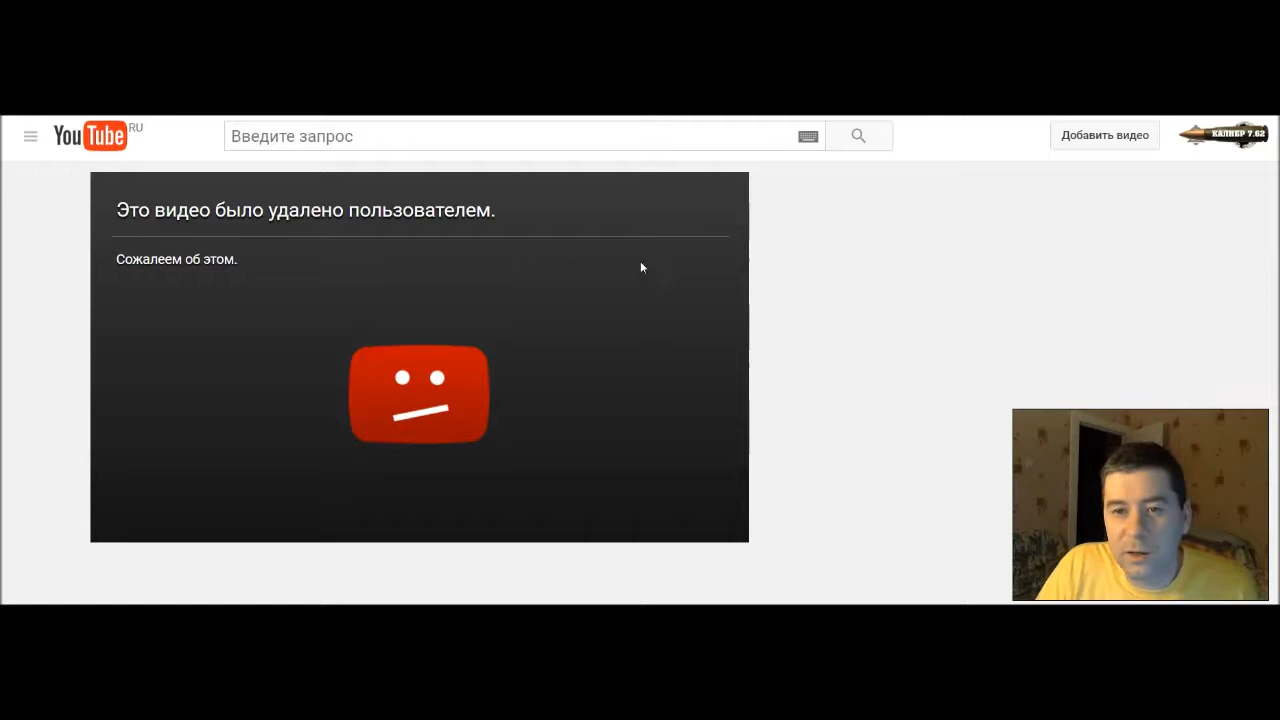 YouTube RU
Введите запрос
Добавить видео
КАЛИБР 7.62
Это видео было удалено пользователем.
Сожалеем об этом.